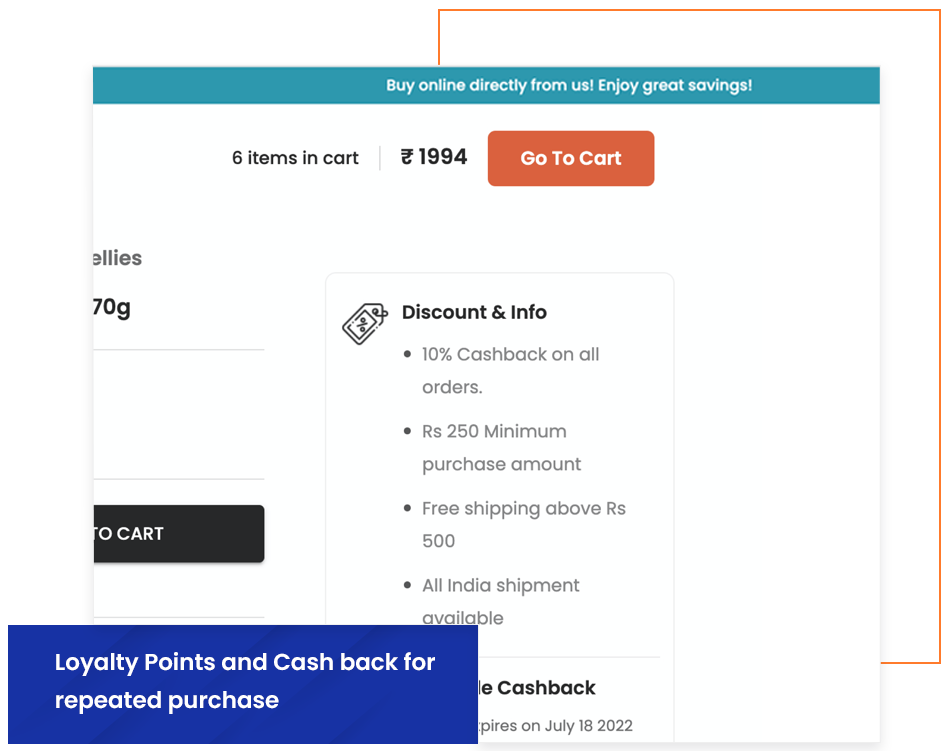 Buy online directly from us! Enjoy great savings!
6 items in cart
₹ 1994
Go To Cart
ellies
70g
Discount & Info
10% Cashback on all
orders.
Rs 250 Minimum
purchase amount
Free shipping above Rs
500
TO CART
All India shipment
available
Loyalty Points and Cash back for
repeated purchase
le Cashback
pires on July 18 2022